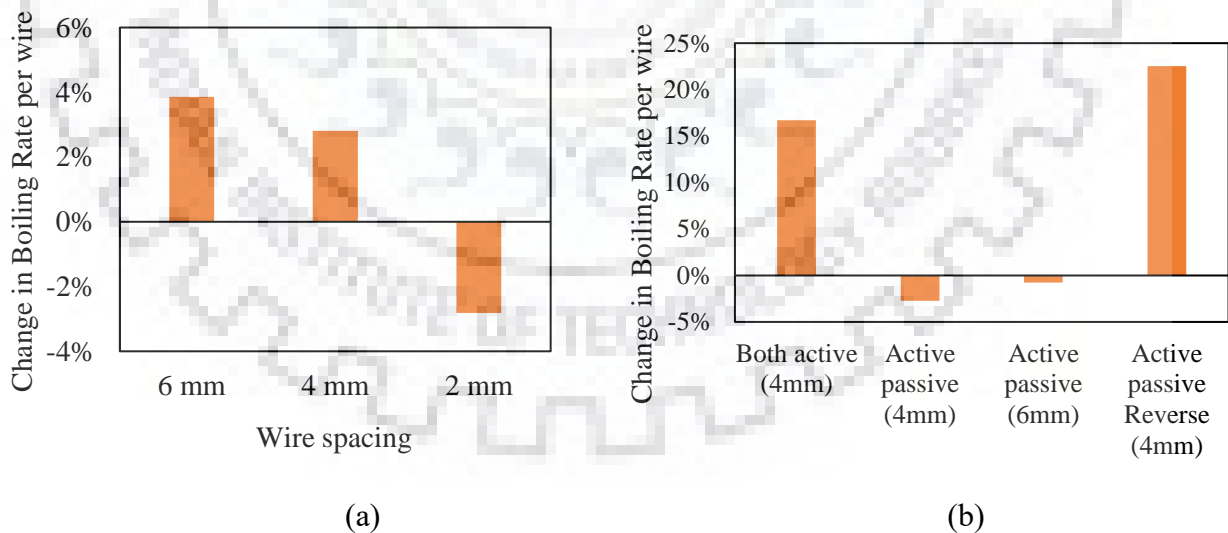 Change in Boiling Rate per wire
6%
4%
2%
0%
-2%
-4%
6 mm
4 mm
2 mm
Wire spacing
(a)
Change in Boiling Rate per wire
25%
20%
15%
10%
5%
0%
-5%
Both active
(4mm)
Active
passive
(4mm)
Active
passive
(6mm)
Active
passive
Reverse
(4mm)
(b)